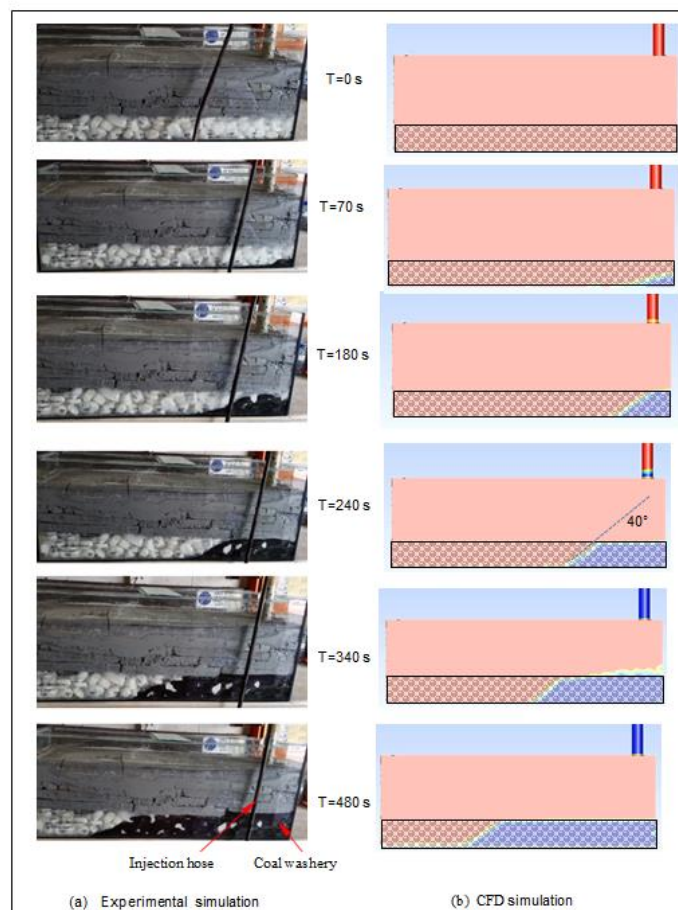 T=0 s
T=70 s
T=180 s
T=240 s
40°
T=340 s
T=480 s
Injection hose
Coal washery
(a) Experimental simulation
(b) CFD simulation